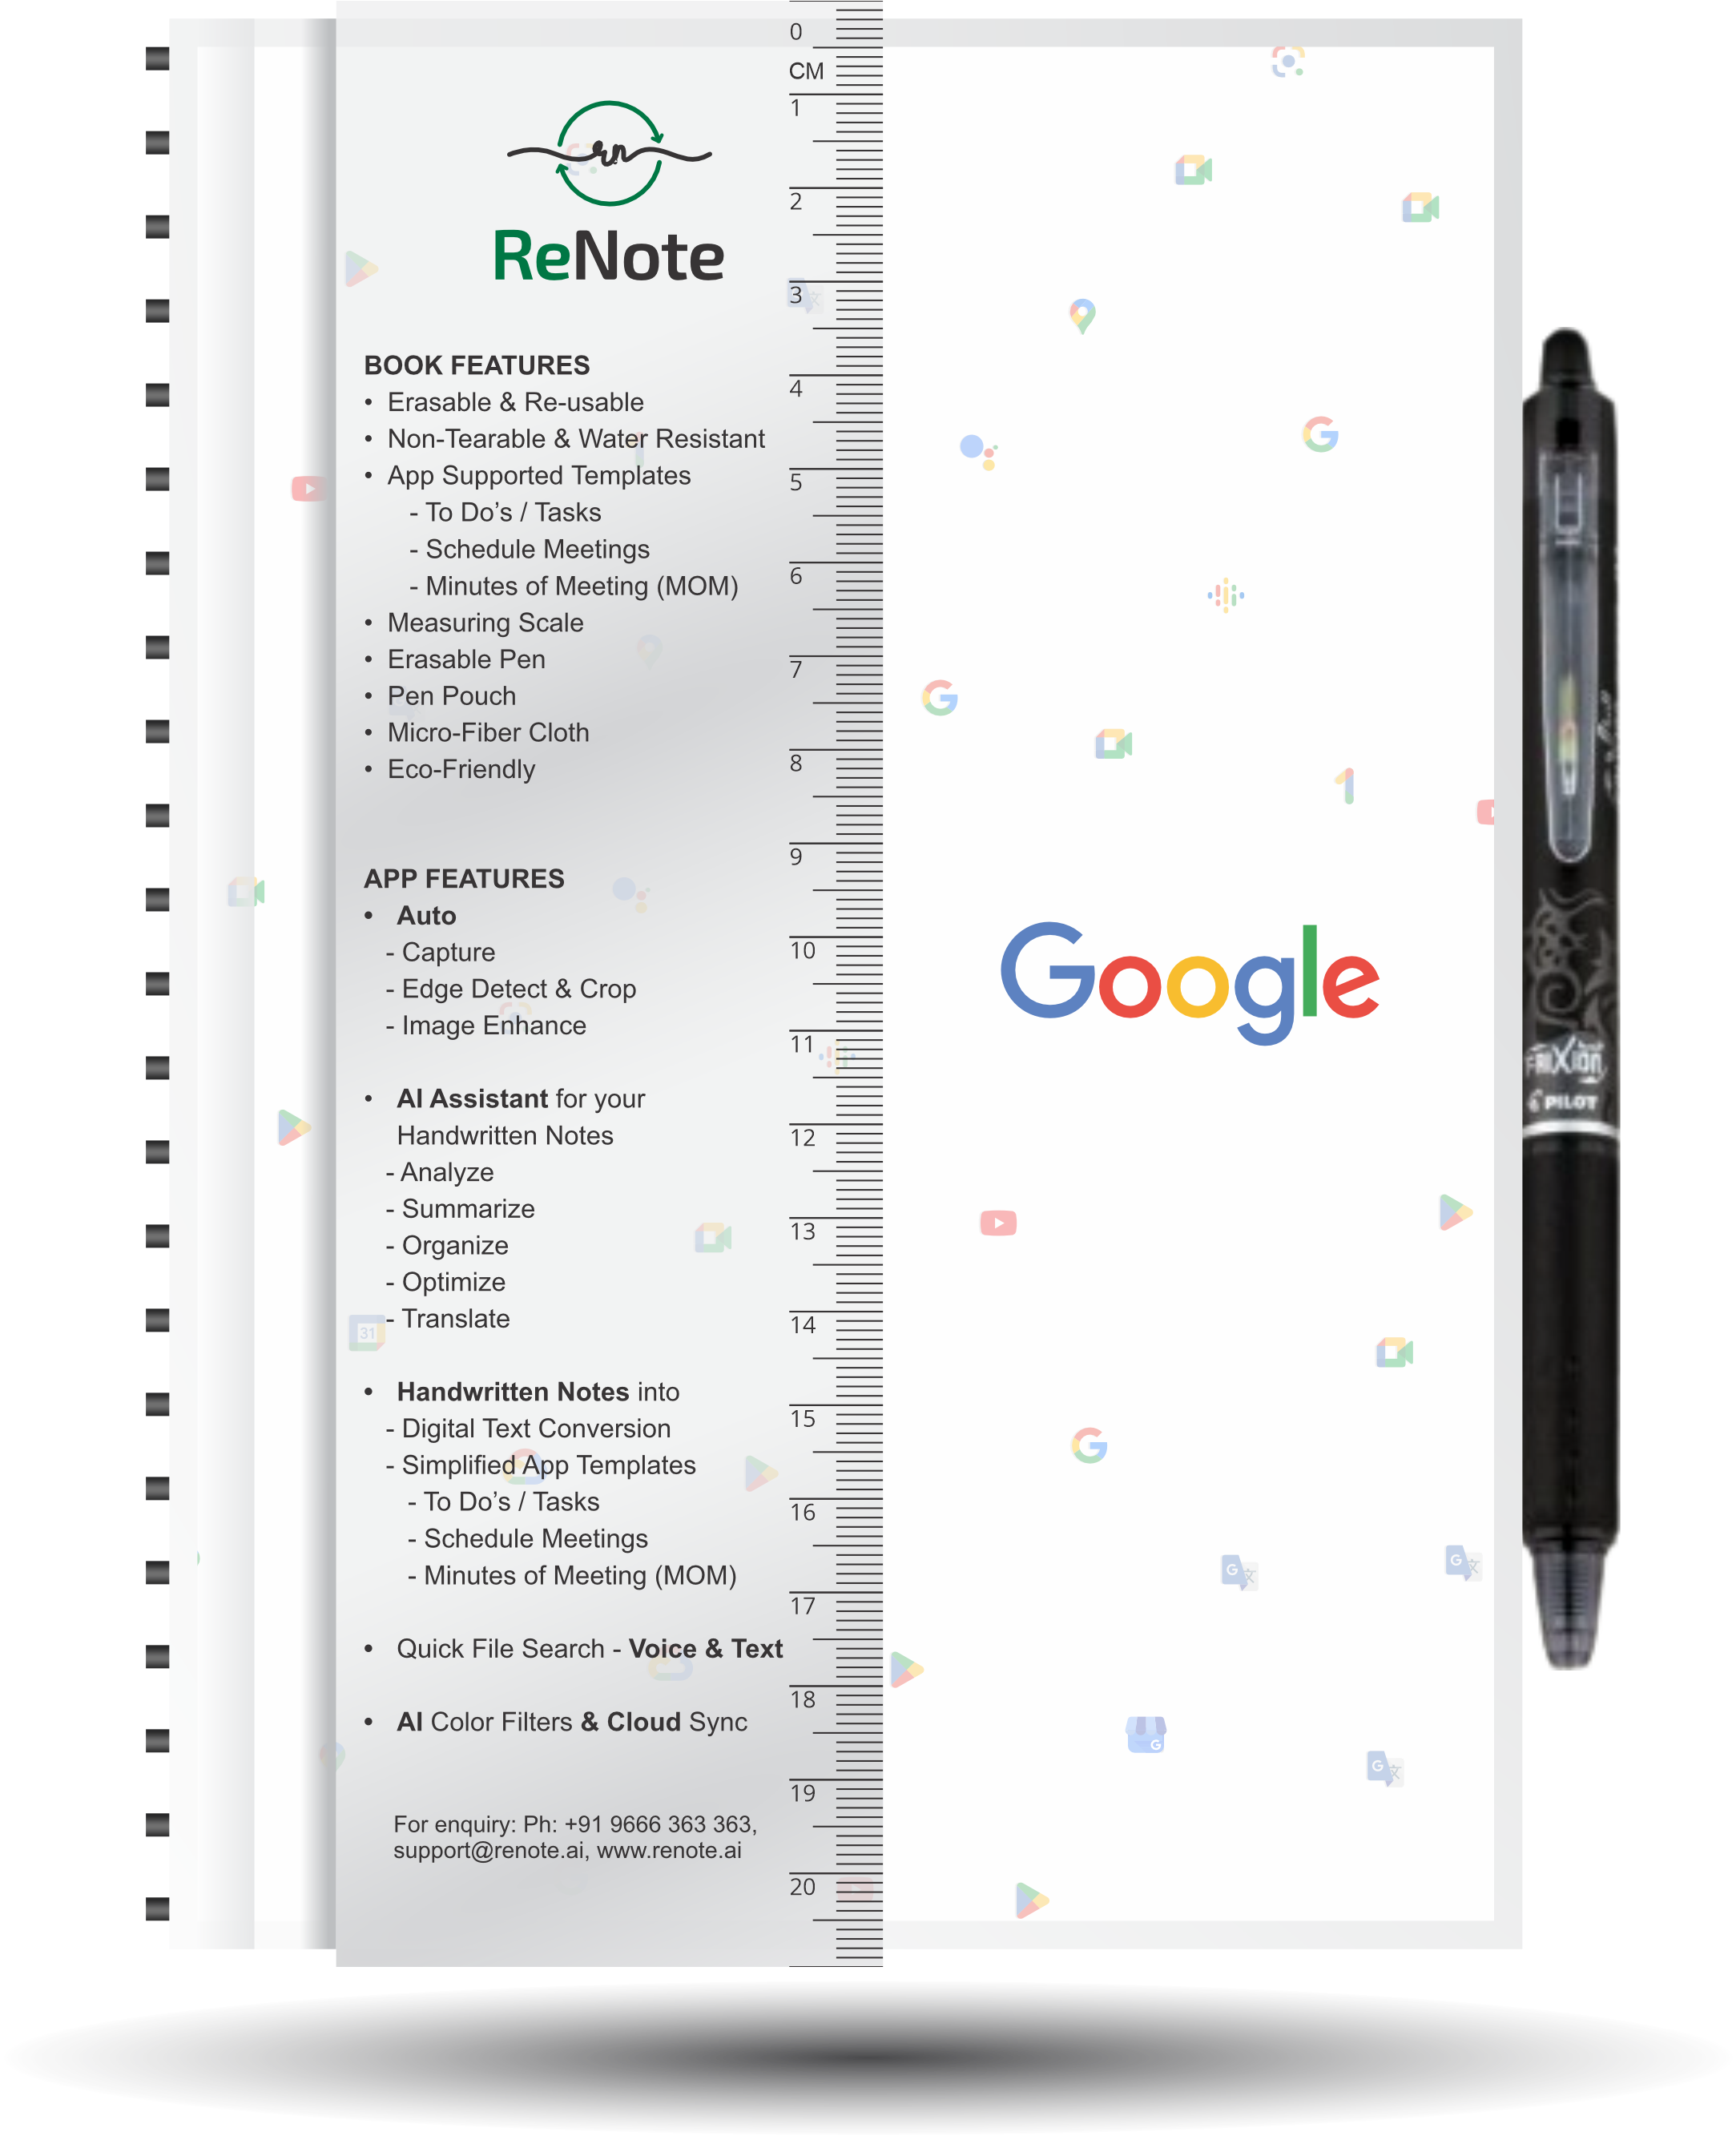 rn
ReNote
BOOK FEATURES
• Erasable & Re-usable
• Non-Tearable & Water Resistant
• App Supported Templates
- To Do’s / Tasks
- Schedule Meetings
- Minutes of Meeting (MOM)
• Measuring Scale
• Erasable Pen
• Pen Pouch
• Micro-Fiber Cloth
• Eco-Friendly
APP FEATURES
• Auto
- Capture
- Edge Detect & Crop
- Image Enhance
• AI Assistant for your
Handwritten Notes
- Analyze
- Summarize
- Organize
- Optimize
- Translate
• Handwritten Notes into
- Digital Text Conversion
- Simplified App Templates
- To Do’s / Tasks
- Schedule Meetings
- Minutes of Meeting (MOM)
• Quick File Search - Voice & Text
• AI Color Filters & Cloud Sync
For enquiry: Ph: +91 9666 363 363,
support@renote.ai, www.renote.ai
0
CM
1
2
3
4
5
6
7
8
9
10
11
12
13
14
15
16
17
18
19
20
31
Google
G
G
1
G
G 文
G 文
G
G 文
FRIXION
PILOT